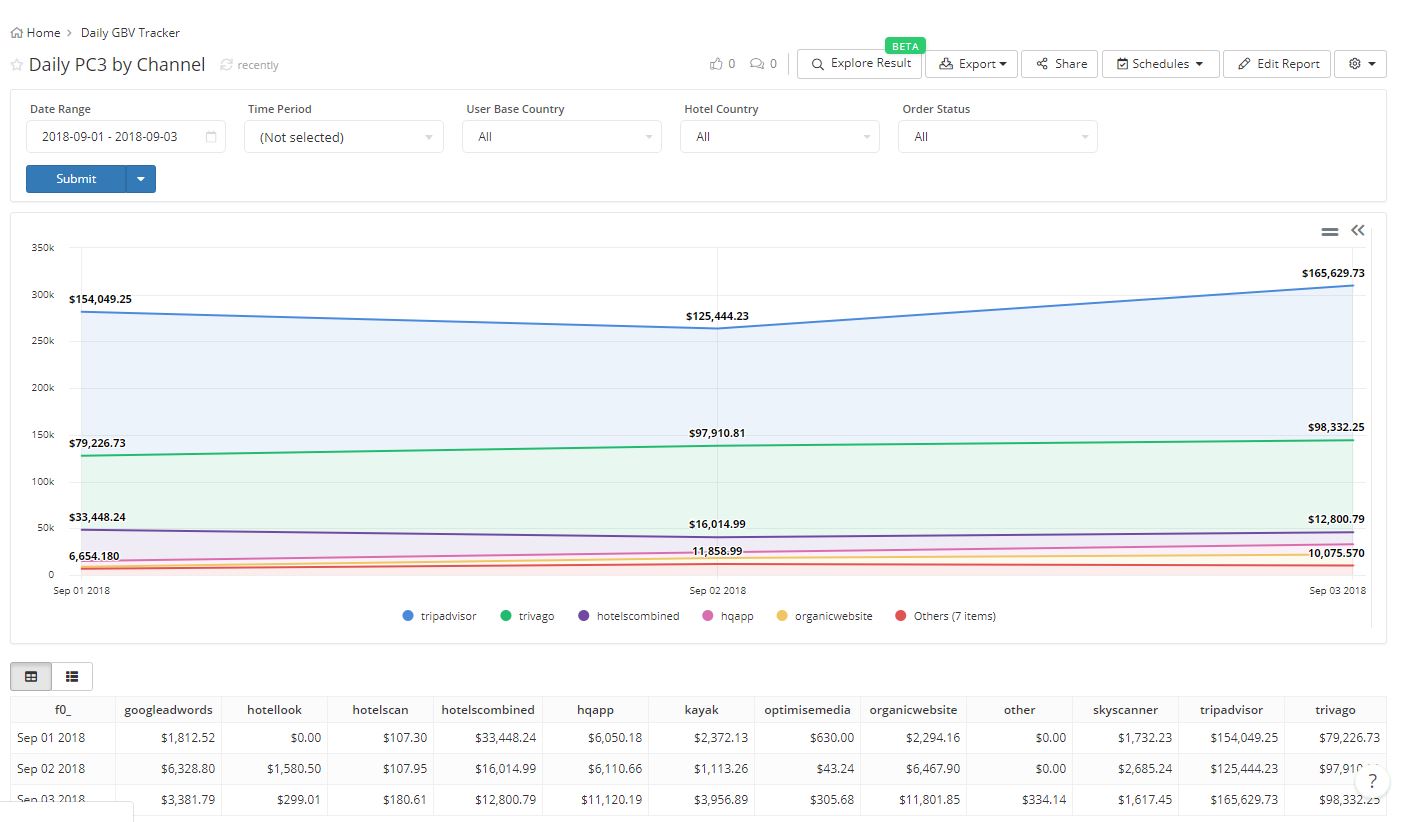 Home > Daily GBV Tracker
Daily PC3 by Channel recently 0 0 Explore Result BETA Export Share Schedules Edit Report
Date Range Time Period User Base Country Hotel Country Order Status
2018-09-01 - 2018-09-03 (Not selected) All All All
Submit
350k
$165,629.73
300k $154,049.25
$125,444.23
250k
200k
150k $79,226.73 $97,910.81 $98,332.25
100k
50k $33,448.24 $16,014.99 $12,800.79
6,654.180 11,858.99 10,075.570
0
Sep 01 2018 Sep 02 2018 Sep 03 2018
tripadvisor trivago hotelscombined hqapp organicwebsite Others (7 items)
f0_ googleadwords hotellook hotelscan hotelscombined hqapp kayak optimisemedia organicwebsite other skyscanner tripadvisor trivago
Sep 01 2018 $1,812.52 $0.00 $107.30 $33,448.24 $6,050.18 $2,372.13 $630.00 $2,294.16 $0.00 $1,732.23 $154,049.25 $79,226.73
Sep 02 2018 $6,328.80 $1,580.50 $107.95 $16,014.99 $6,110.66 $1,113.26 $43.24 $6,467.90 $0.00 $2,685.24 $125,444.23
Sep 03 2018 $3,381.79 $299.01 $180.61 $12,800.79 $11,120.19 $3,956.89 $305.68 $11,801.85 $334.14 $1,617.45 $165,629.73 $98,332.25
?